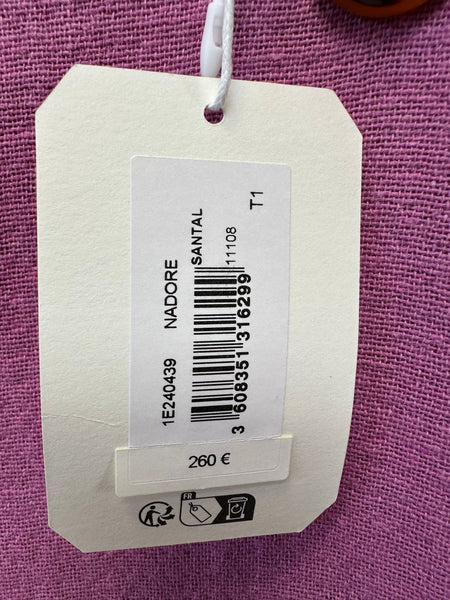 1E240439 NADORE T1
SANTAL
11108
3 608351 316299
260 €
FR